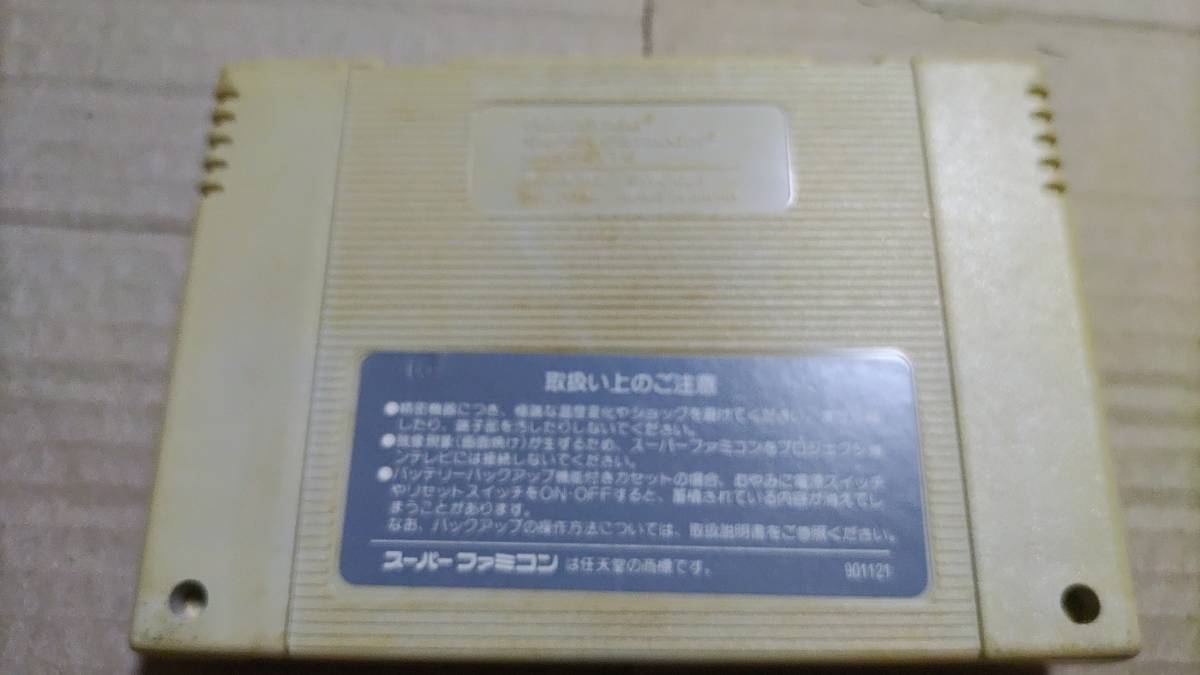 取扱い上のご注意
●精密機器につき、極端な温度変化やショックを避けてください。
したり、端子部を汚したりしないでください。
●残像現象(画面焼け)が生ずるため、スーパーファミコンをプロジェクショ
ンテレビには接続しないでください。
●バッテリーバックアップ機能付きカセットの場合、むやみに電源スイッチ
やリセットスイッチをON·OFFすると、蓄積されている内容が消えてし
まうことがあります。
なお、バックアップの操作方法については、取扱説明書をご参照ください。
スーパーファミコン は任天堂の商標です。 901121